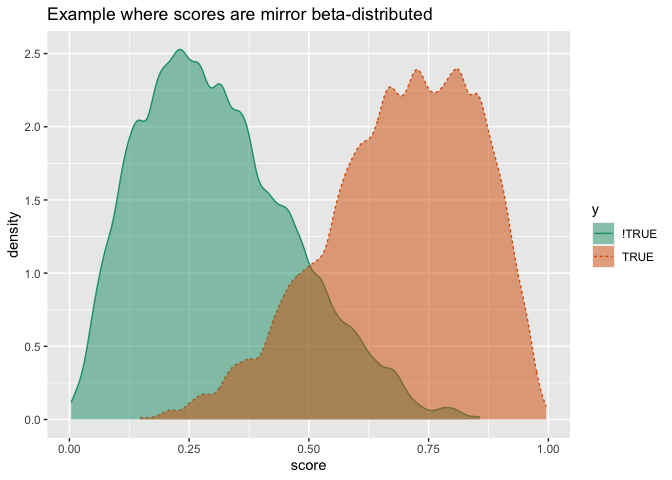 Example where scores are mirror beta-distributed
2.5
2.0
1.5
1.0
0.5
0.0
density
0.00 0.25 0.50 0.75 1.00
score
y
!TRUE
TRUE